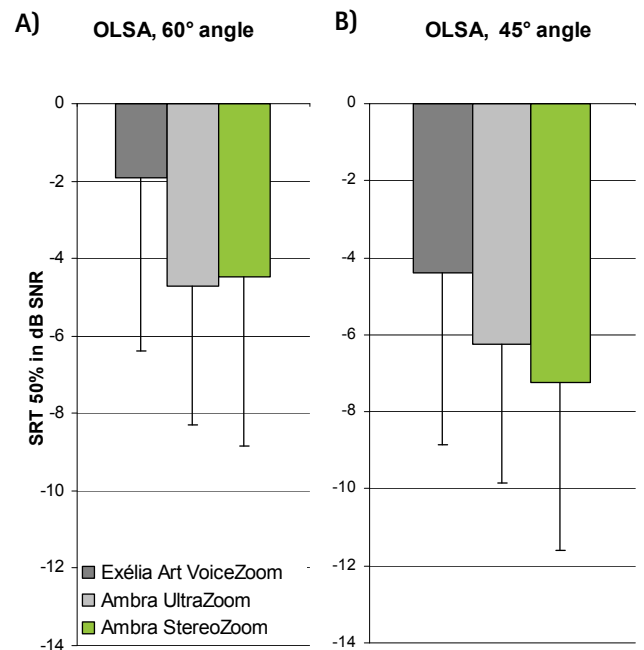 A)
OLSA, 60° angle
B)
OLSA, 45° angle
SRT 50% in dB SNR
0
-2
-4
-6
-8
-10
-12
-14
Exélia Art VoiceZoom
Ambra UltraZoom
Ambra StereoZoom
0
-2
-4
-6
-8
-10
-12
-14